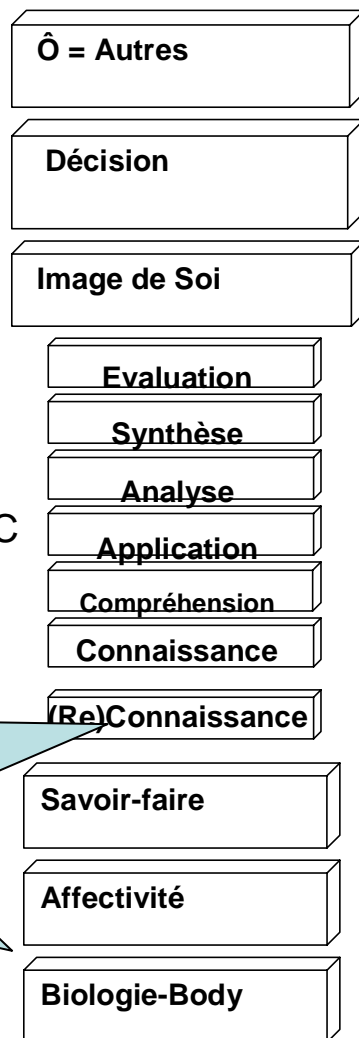 Ô = Autres
Décision
Image de Soi
Evaluation
Synthèse
Analyse
C
Application
Compréhension
Connaissance
(Re)Connaissance
Savoir-faire
Affectivité
Biologie-Body